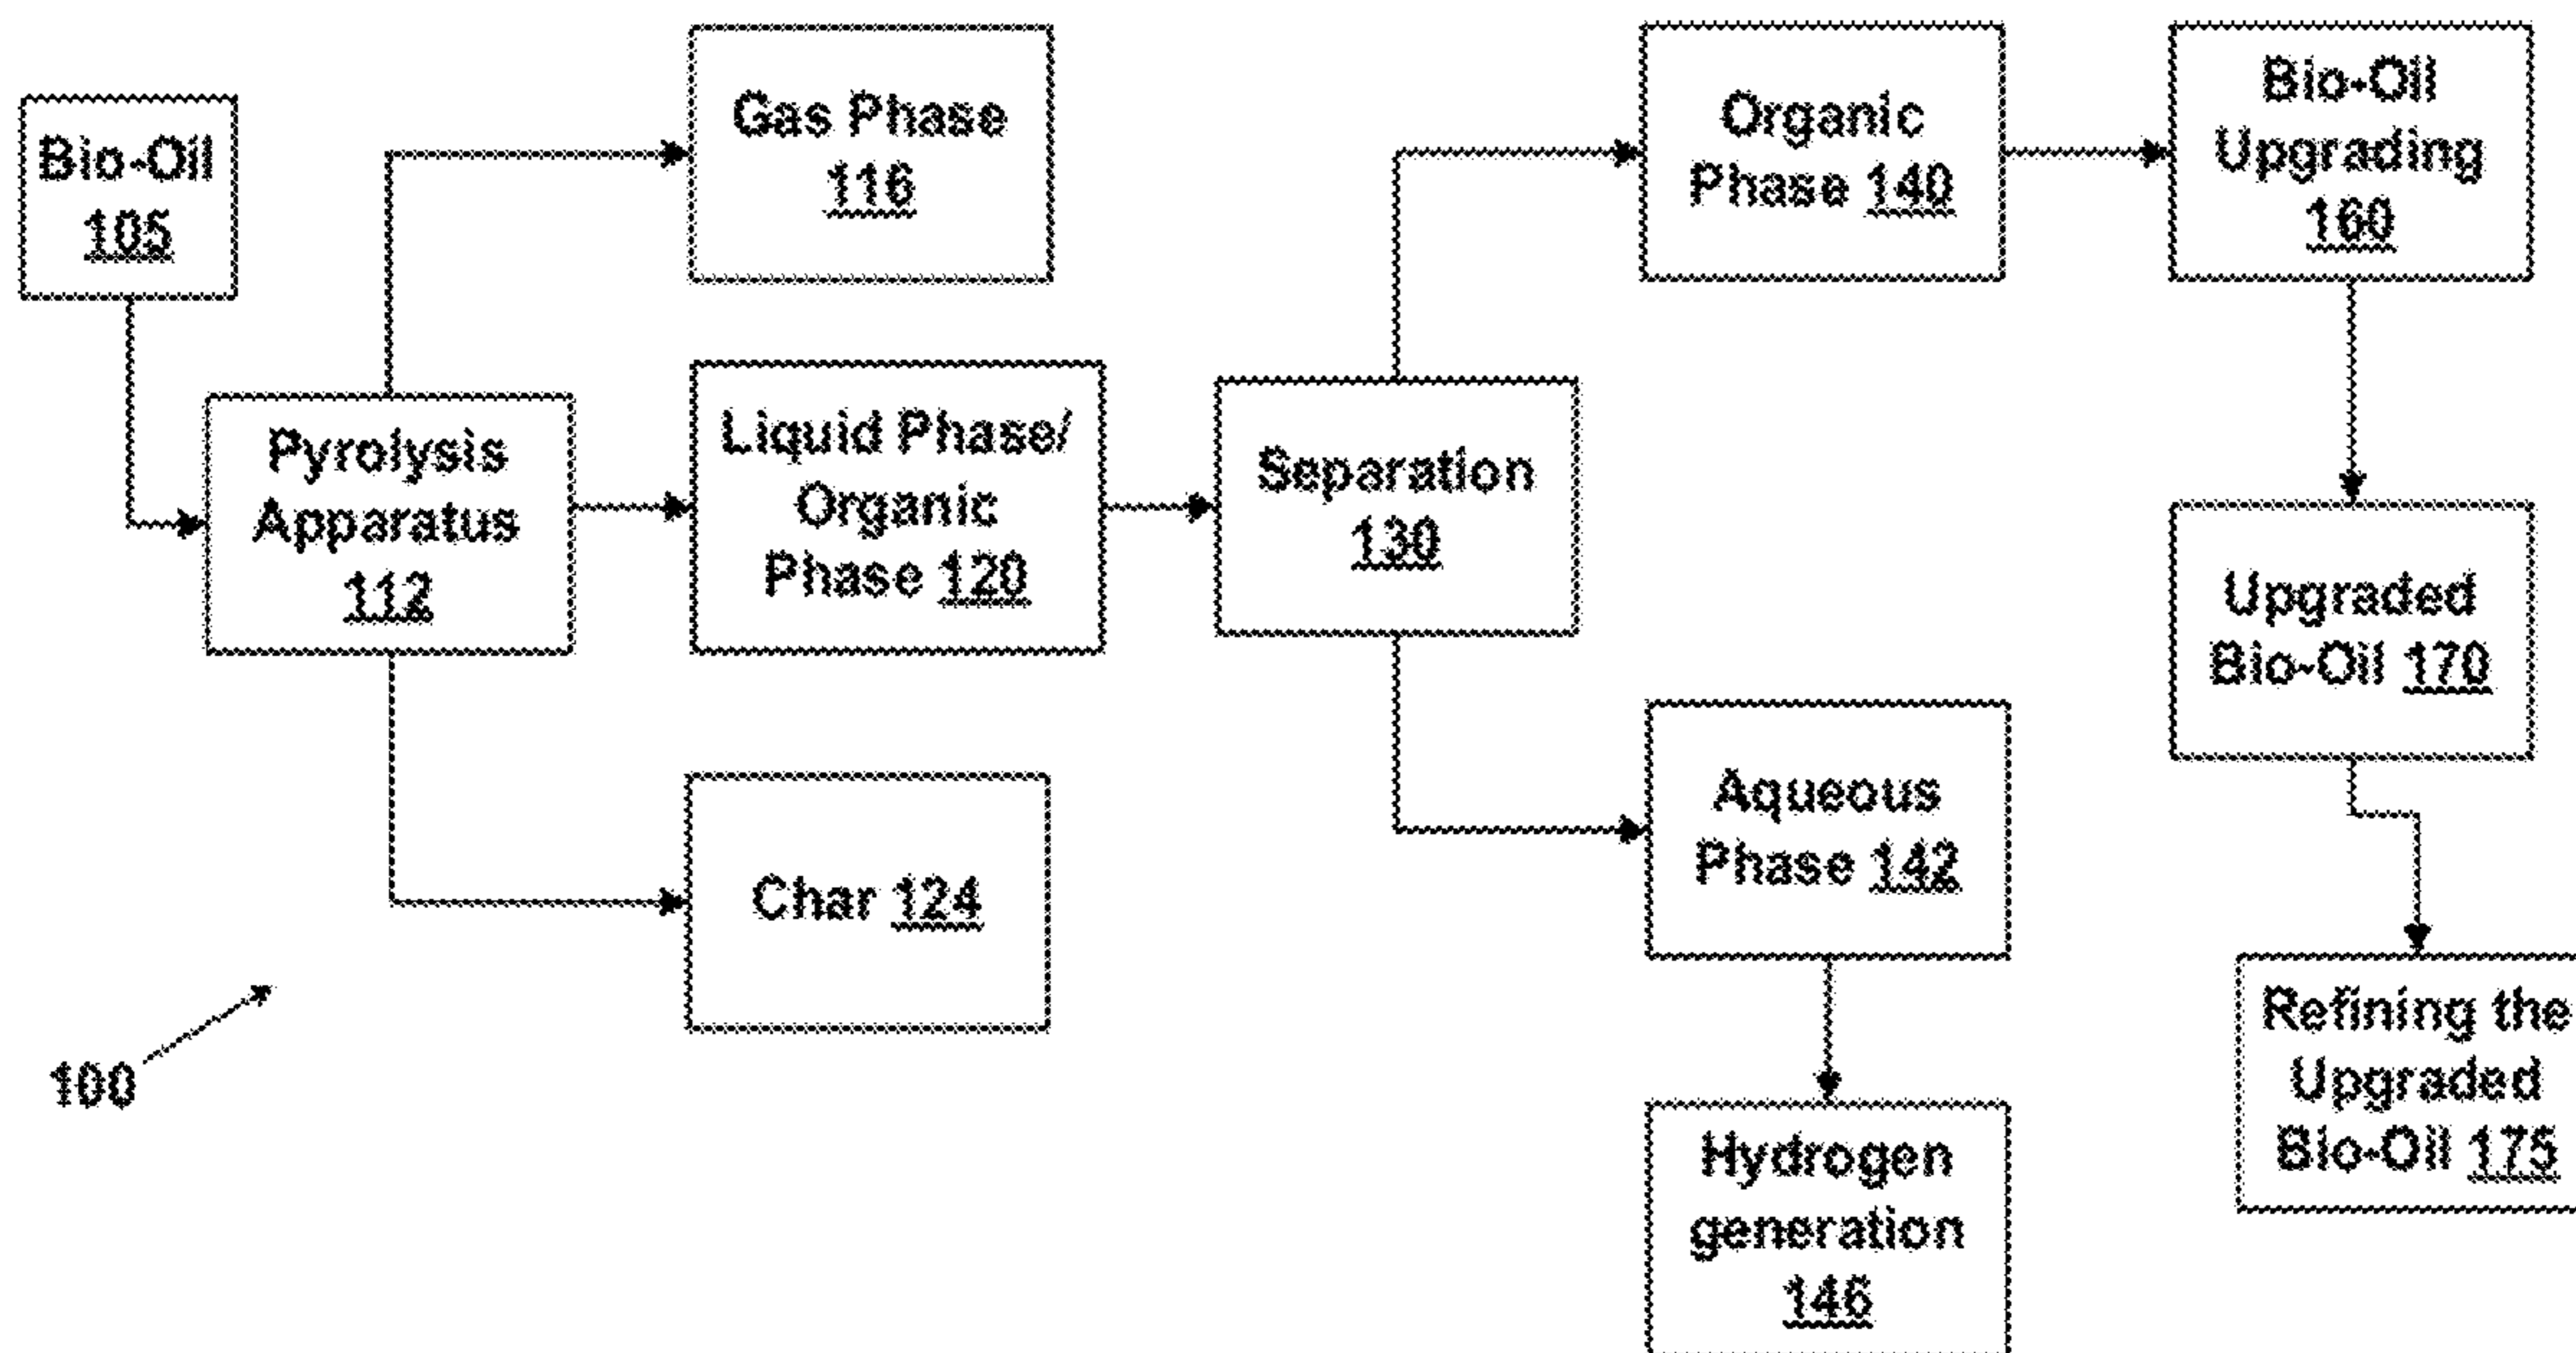 Bio-Oil
105
Pyrolysis
Apparatus
112
Gas Phase
116
Liquid Phase/
Organic
Phase 120
Char 124
Separation
130
Organic
Phase 140
Aqueous
Phase 142
Hydrogen
generation
146
Bio-Oil
Upgrading
160
Upgraded
Bio-Oil 170
Refining the
Upgraded
Bio-Oil 175
100